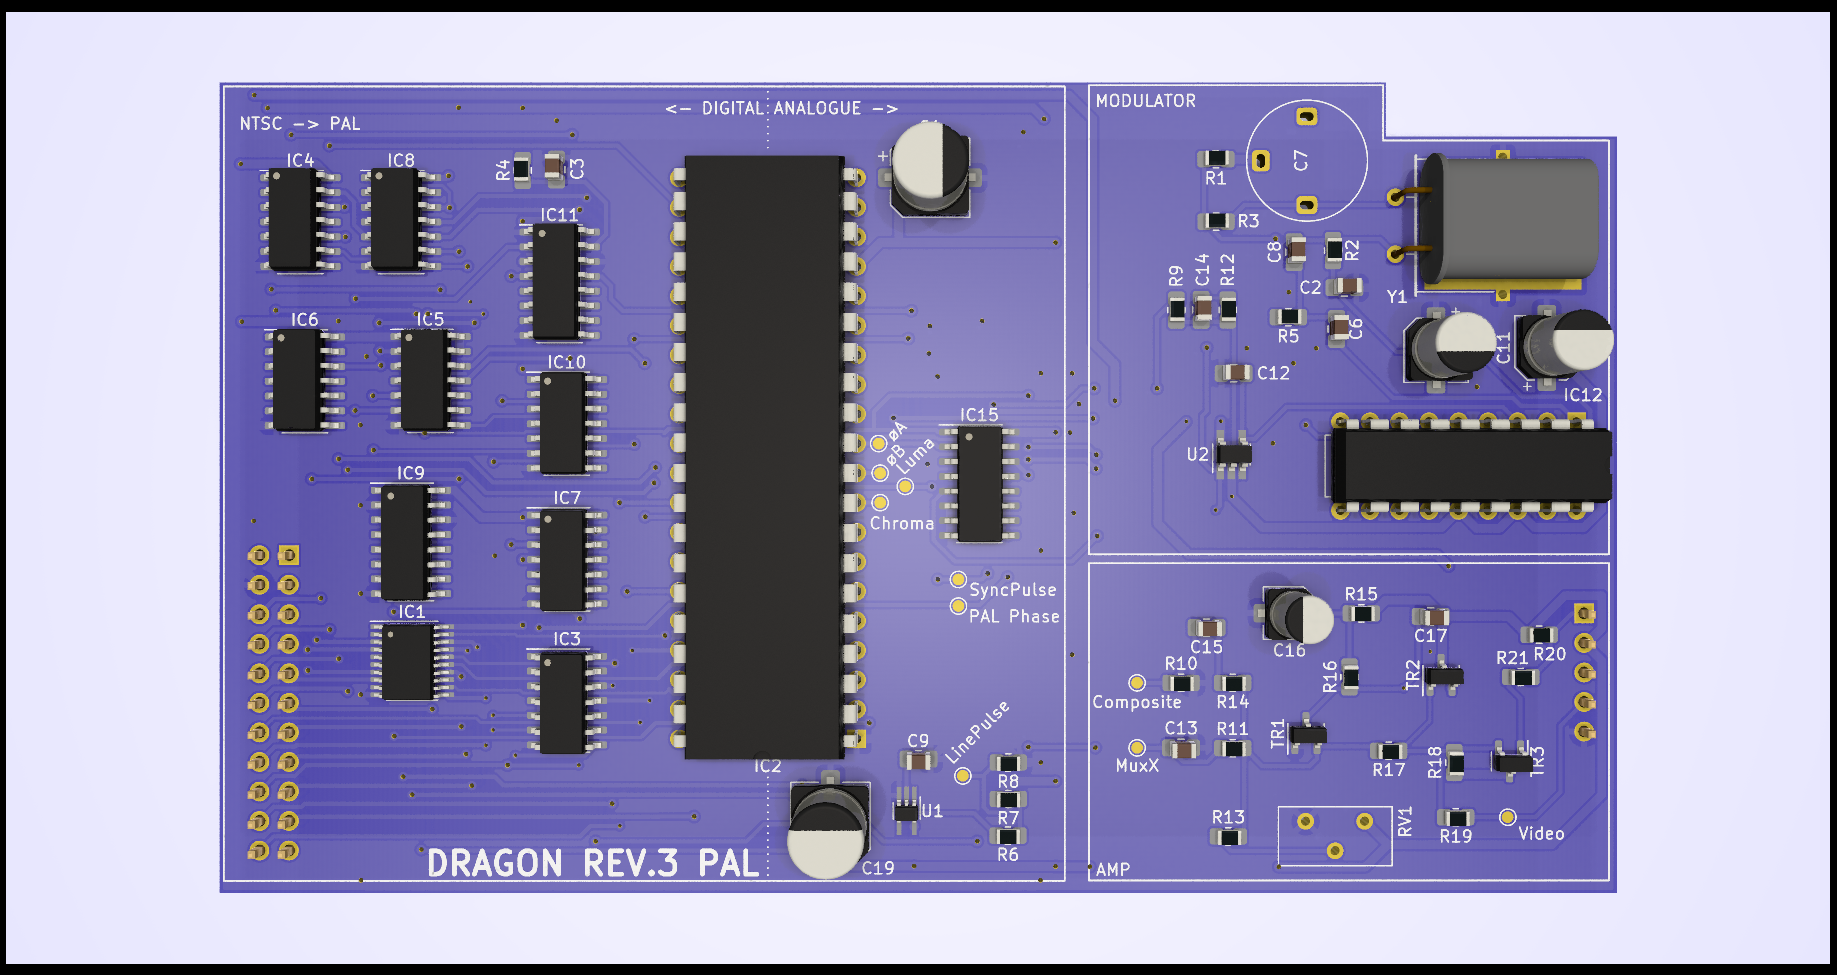 <- DIGITAL ANALOGUE ->
NTSC -> PAL
MODULATOR
IC4
IC8
R4
C3
IC11
R1
C7
R3
C8
R2
R9
C14
R12
C2
Y1
R5
C6
C11
IC6
IC5
IC10
C12
IC12
IC15
øA
øB
Luma
Chroma
U2
IC9
IC7
SyncPulse
PAL Phase
IC1
IC3
R15
C15
C16
C17
R20
R21
R10
R16
TR2
Composite
R14
LinePulse
C13
R11
TR1
MuxX
R17
R18
TR3
IC2
C9
R8
U1
R7
R6
R13
RV1
R19
Video
DRAGON REV.3 PAL
C19
AMP